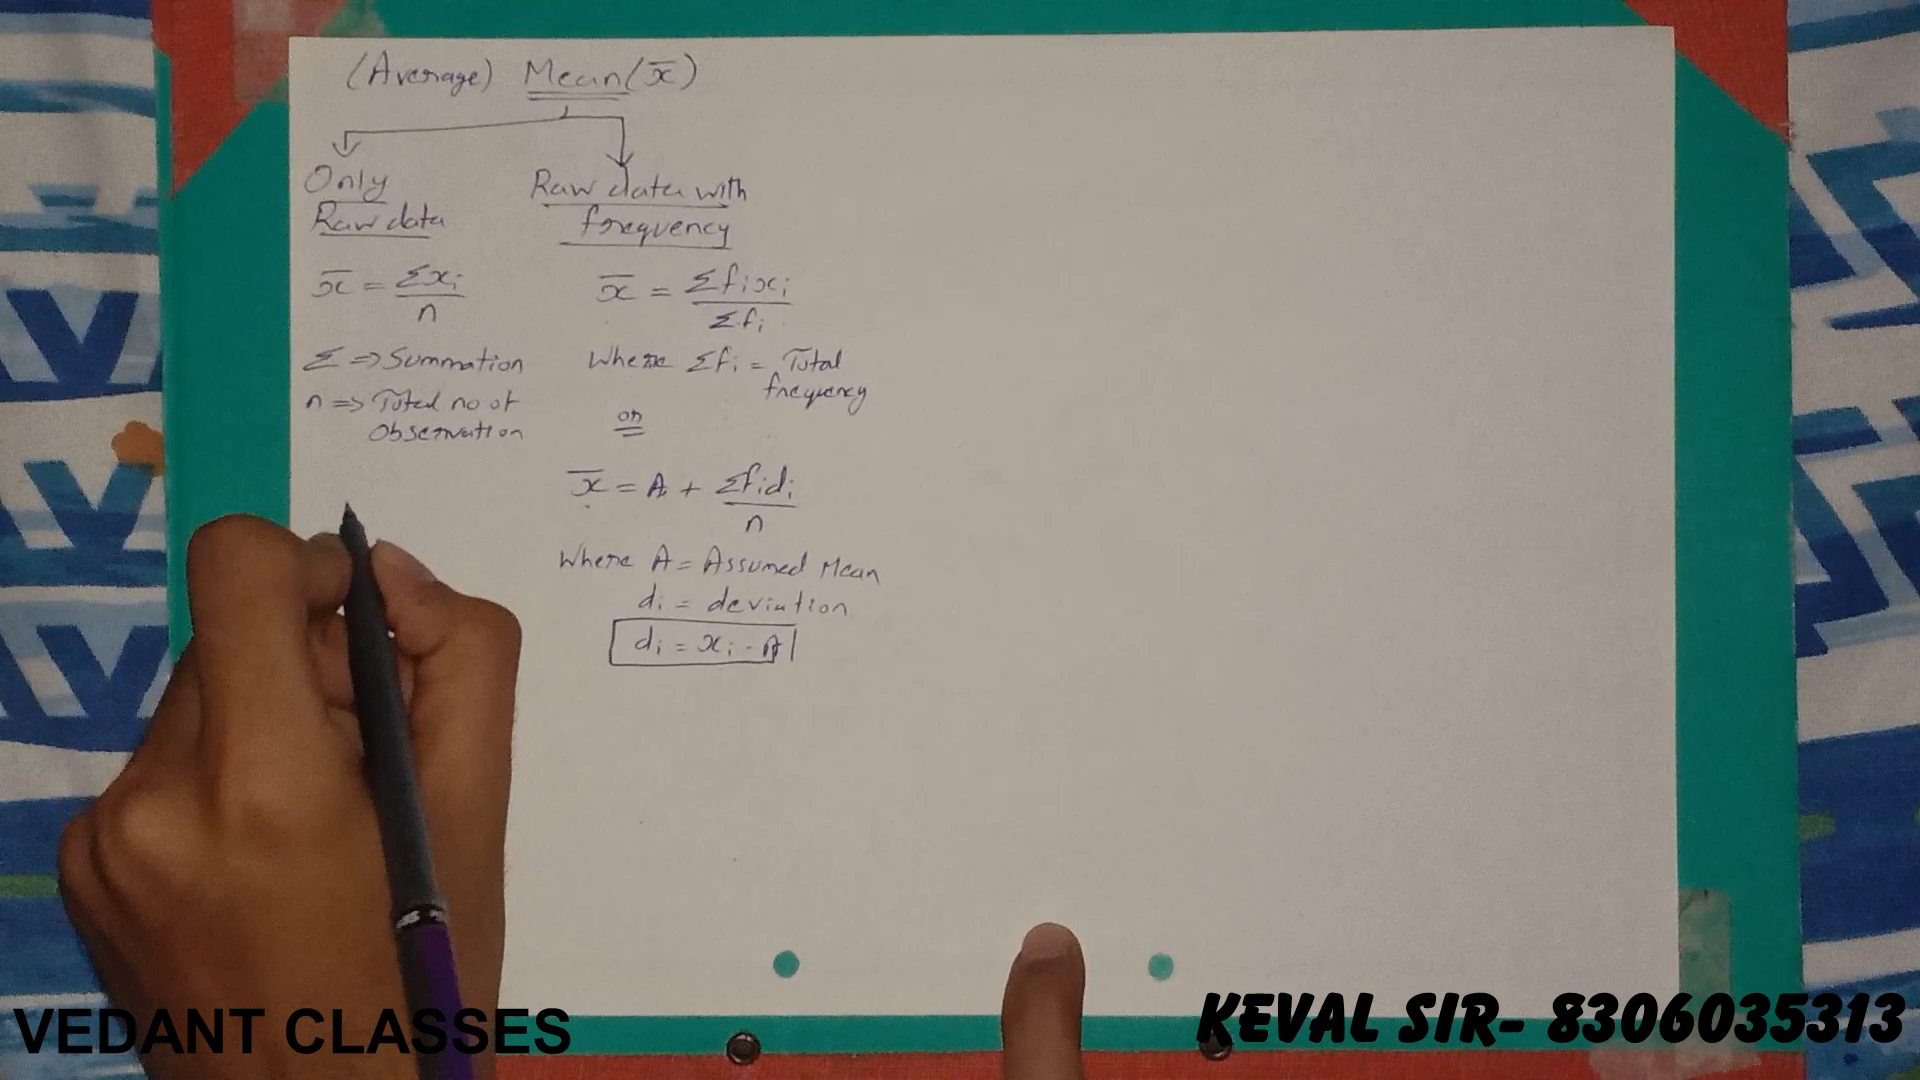 (Average) Mean (x̄)
Only
Raw data
x̄ = Σxi / n
Σ => Summation
n => Total no of
Observation
Raw data with
frequency
x̄ = Σfixi / Σfi
Where Σfi = Total
frequency
or
x̄ = A + Σfidi / n
Where A = Assumed Mean
di = deviation
di = xi - A
VEDANT CLASSES
KEVAL SIR- 8306035313